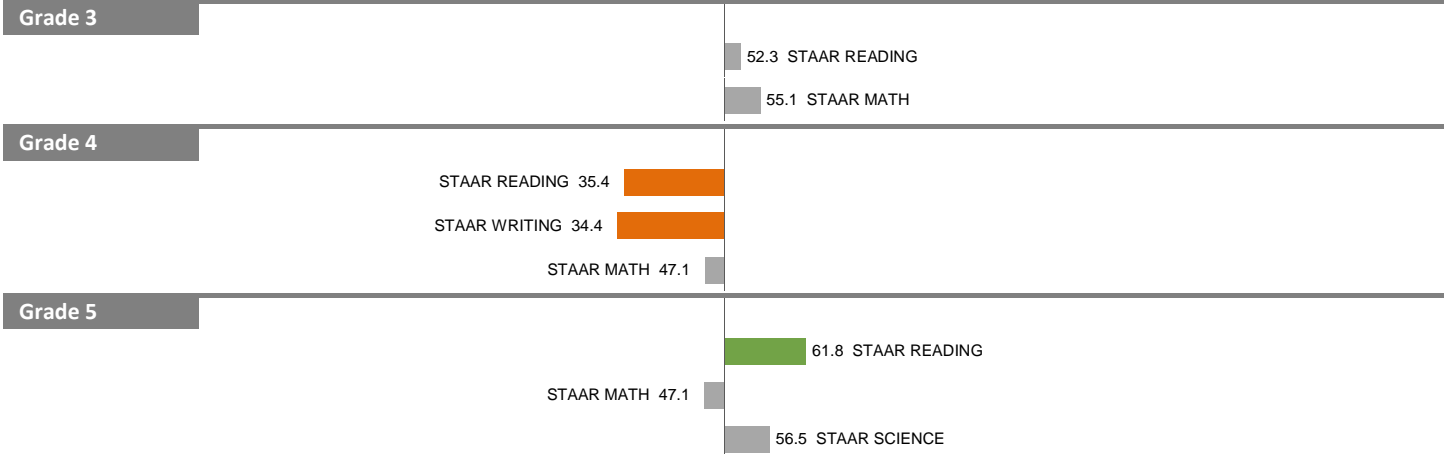 Grade 3
52.3 STAAR READING
55.1 STAAR MATH
Grade 4
STAAR READING 35.4
STAAR WRITING 34.4
STAAR MATH 47.1
Grade 5
61.8 STAAR READING
STAAR MATH 47.1
56.5 STAAR SCIENCE